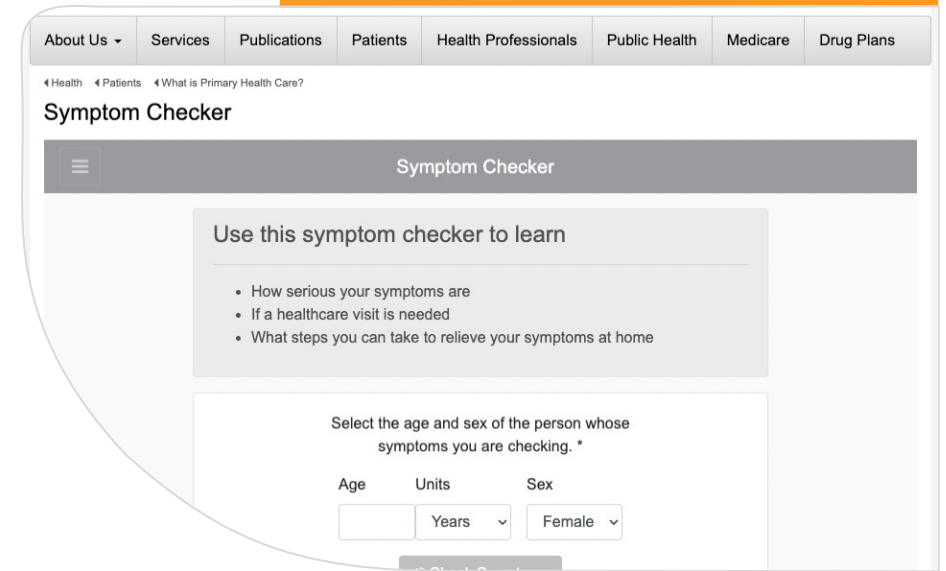 About Us Services Publications Patients Health Professionals Public Health Medicare Drug Plans
Health Patients What is Primary Health Care?
Symptom Checker
Symptom Checker
Use this symptom checker to learn
• How serious your symptoms are
• If a healthcare visit is needed
• What steps you can take to relieve your symptoms at home
Select the age and sex of the person whose
symptoms you are checking. *
Age Units Sex
Years Female